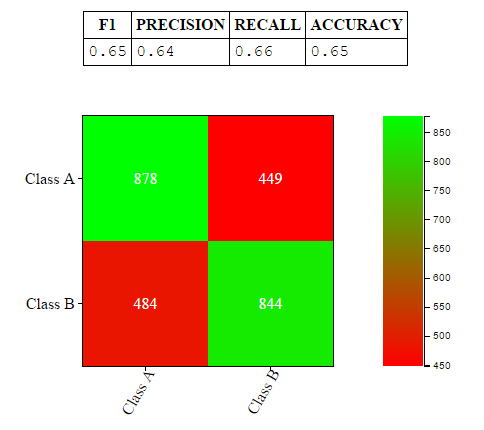 F1 PRECISION RECALL ACCURACY
0.65 0.64 0.66 0.65
850
Class A 878 449
800
750
700
650
600
Class B 484 844
550
500
450
Class A Class B